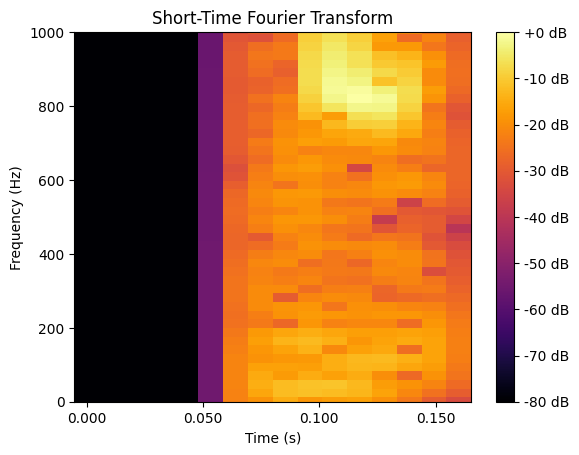 Short-Time Fourier Transform
1000
800
600
400
200
0
Frequency (Hz)
0.000
0.050
0.100
0.150
Time (s)
+0 dB
-10 dB
-20 dB
-30 dB
-40 dB
-50 dB
-60 dB
-70 dB
-80 dB